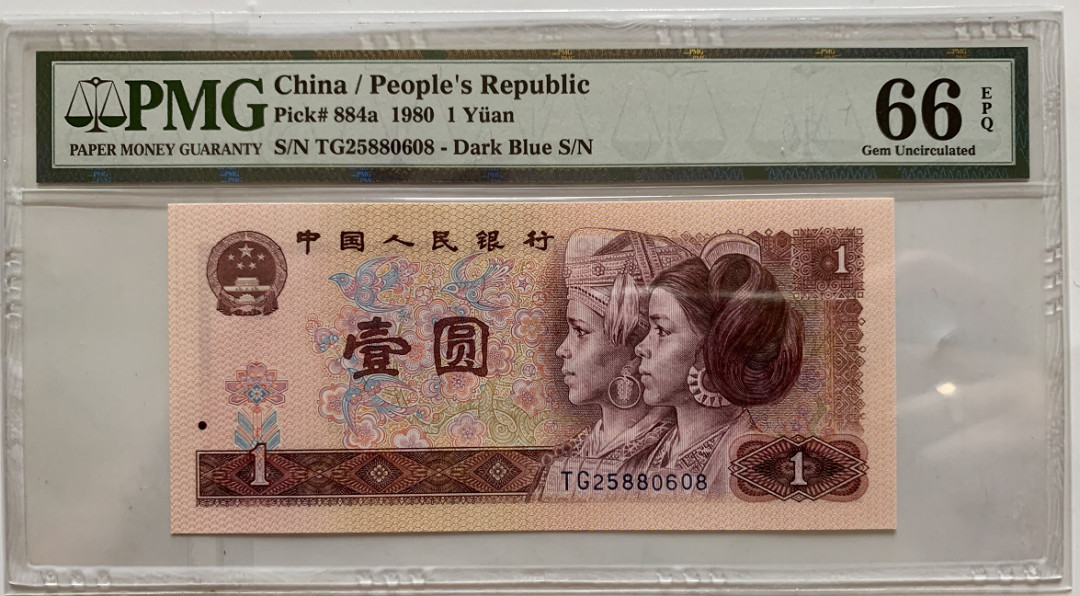 PMG
PAPER MONEY GUARANTY
China / People's Republic
Pick# 884a 1980 1 Yüan
S/N TG25880608 - Dark Blue S/N
66
EPQ
Gem Uncirculated
中国人民银行
1
壹圆
1
TG25880608
1